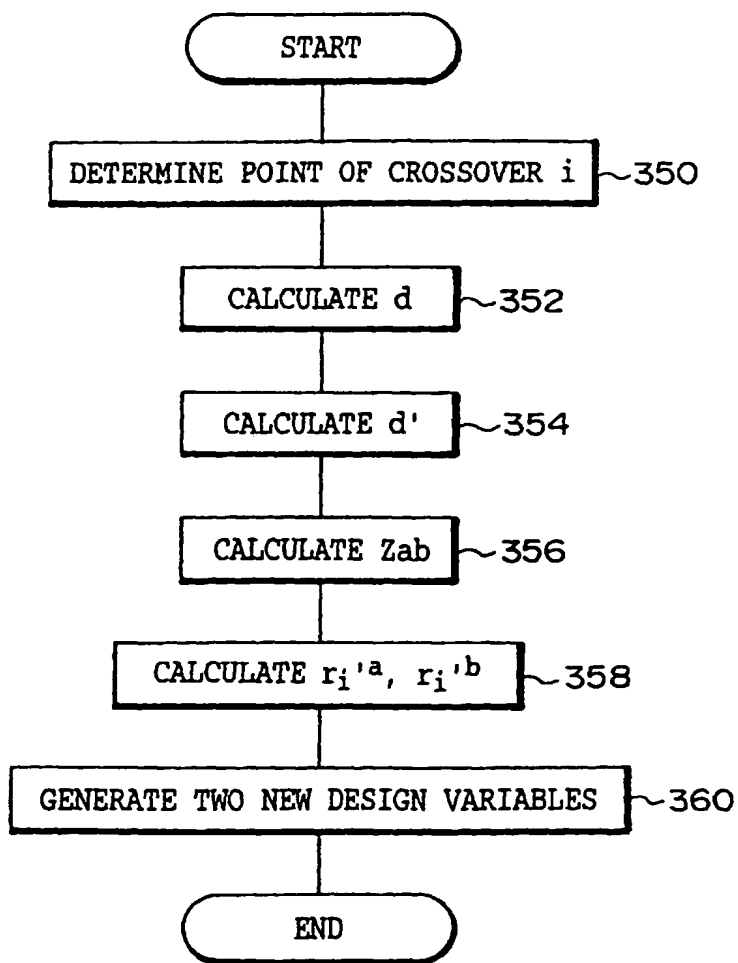 START
DETERMINE POINT OF CROSSOVER i ~350
CALCULATE d ~352
CALCULATE d' ~354
CALCULATE Zab ~356
CALCULATE ri'a, ri'b ~358
GENERATE TWO NEW DESIGN VARIABLES ~360
END